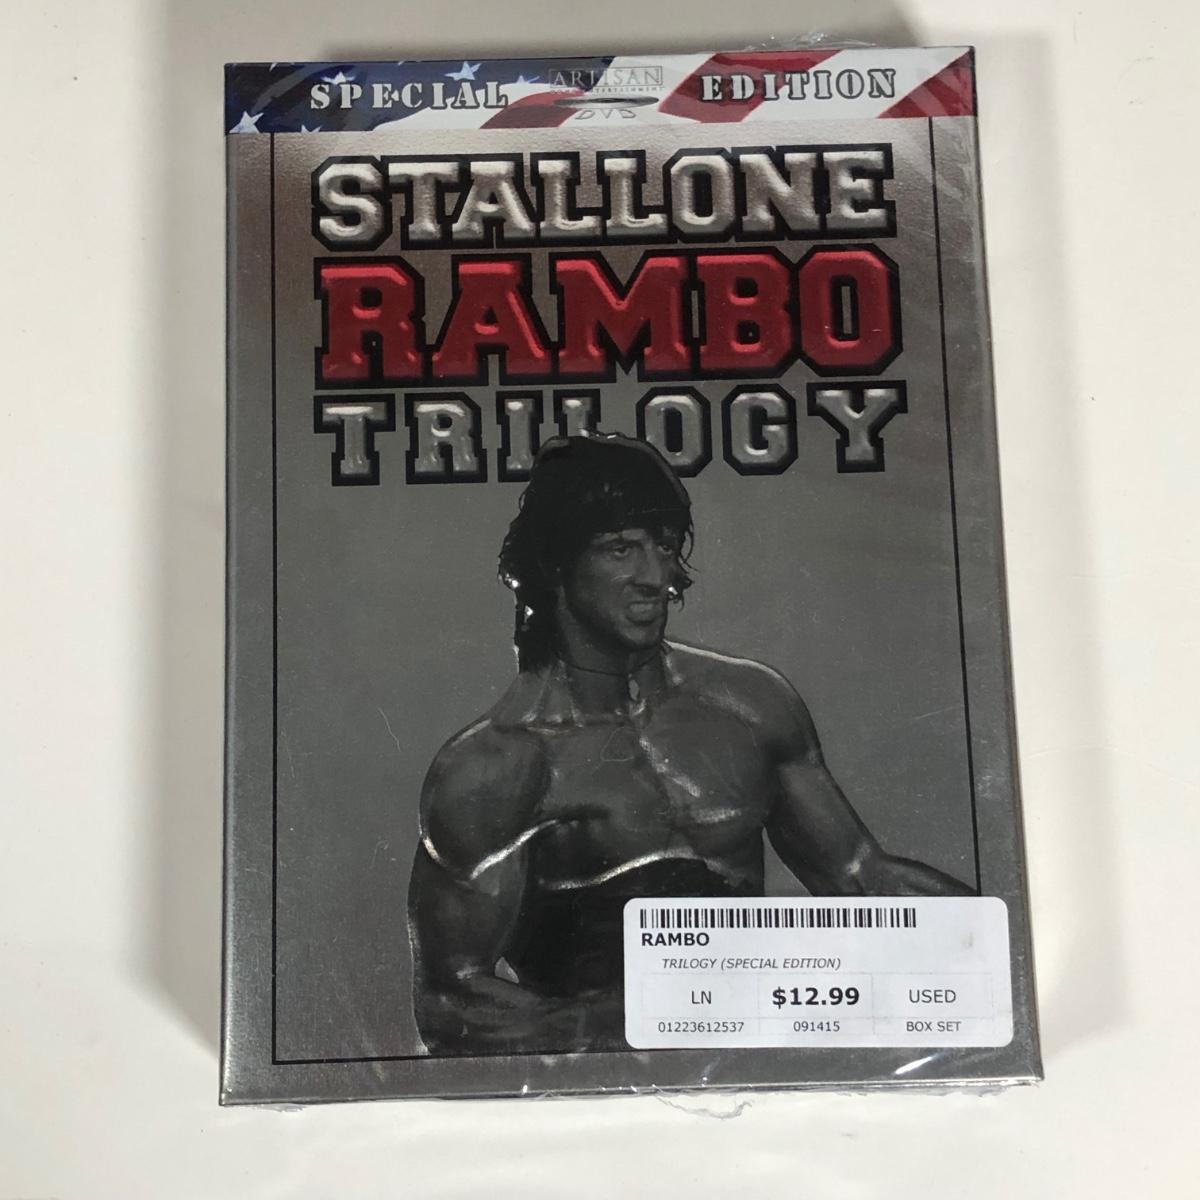 SPECIAL ARTISAN EDITION
ENTERTAINMENT
DVD
STALLONE
RAMBO
TRILOGY
RAMBO
TRILOGY (SPECIAL EDITION)
LN $12.99 USED
01223612537 091415 BOX SET